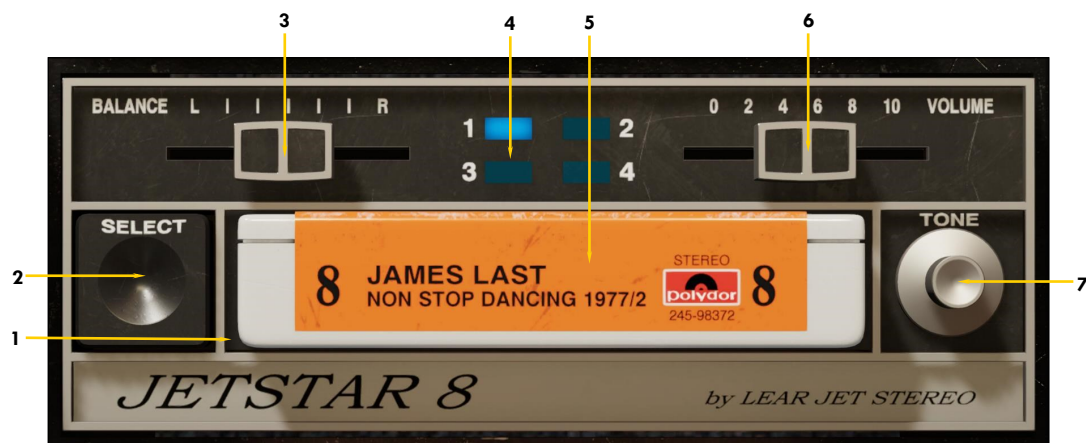 3 4 5 6
BALANCE L I I I I I R
0 2 4 6 8 10 VOLUME
1 2
3 4
SELECT
TONE
2
7
8 JAMES LAST
NON STOP DANCING 1977/2
STEREO
polydor
245-98372
8
1
JETSTAR 8
by LEAR JET STEREO